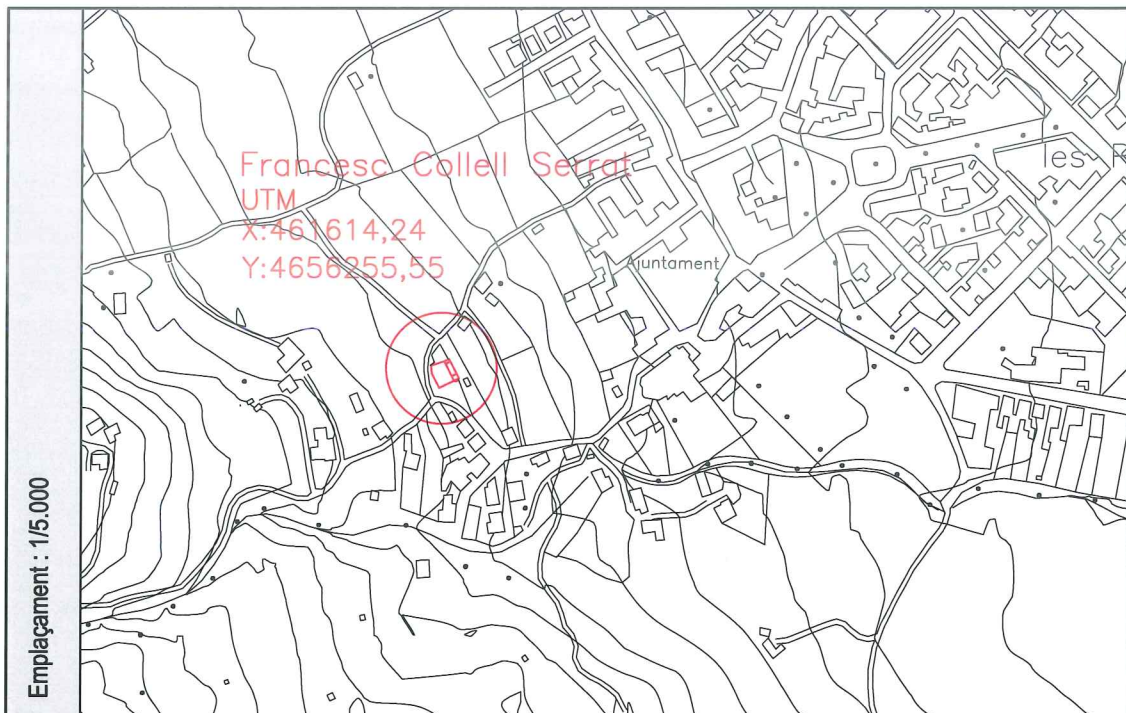 Francesc Collell Serrat
UTM
X:461614,24
Y:4656255,55
les
Ajuntament
Emplaçament : 1/5.000